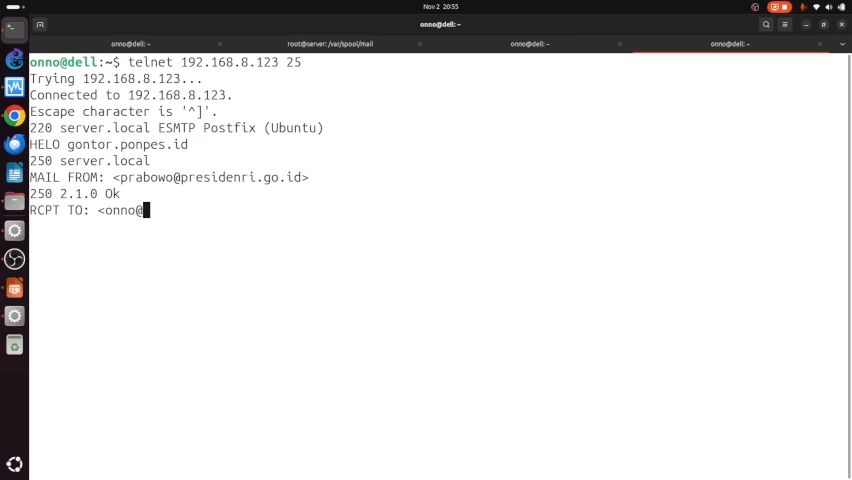 Nov 2 20:55
onno@dell: ~
onno@dell: ~
root@server: /var/spool/mail
onno@dell: ~
onno@dell: ~
onno@dell:~$ telnet 192.168.8.123 25
Trying 192.168.8.123...
Connected to 192.168.8.123.
Escape character is '^]'.
220 server.local ESMTP Postfix (Ubuntu)
HELO gontor.ponpes.id
250 server.local
MAIL FROM: <prabowo@presidenri.go.id>
250 2.1.0 Ok
RCPT TO: <onno@